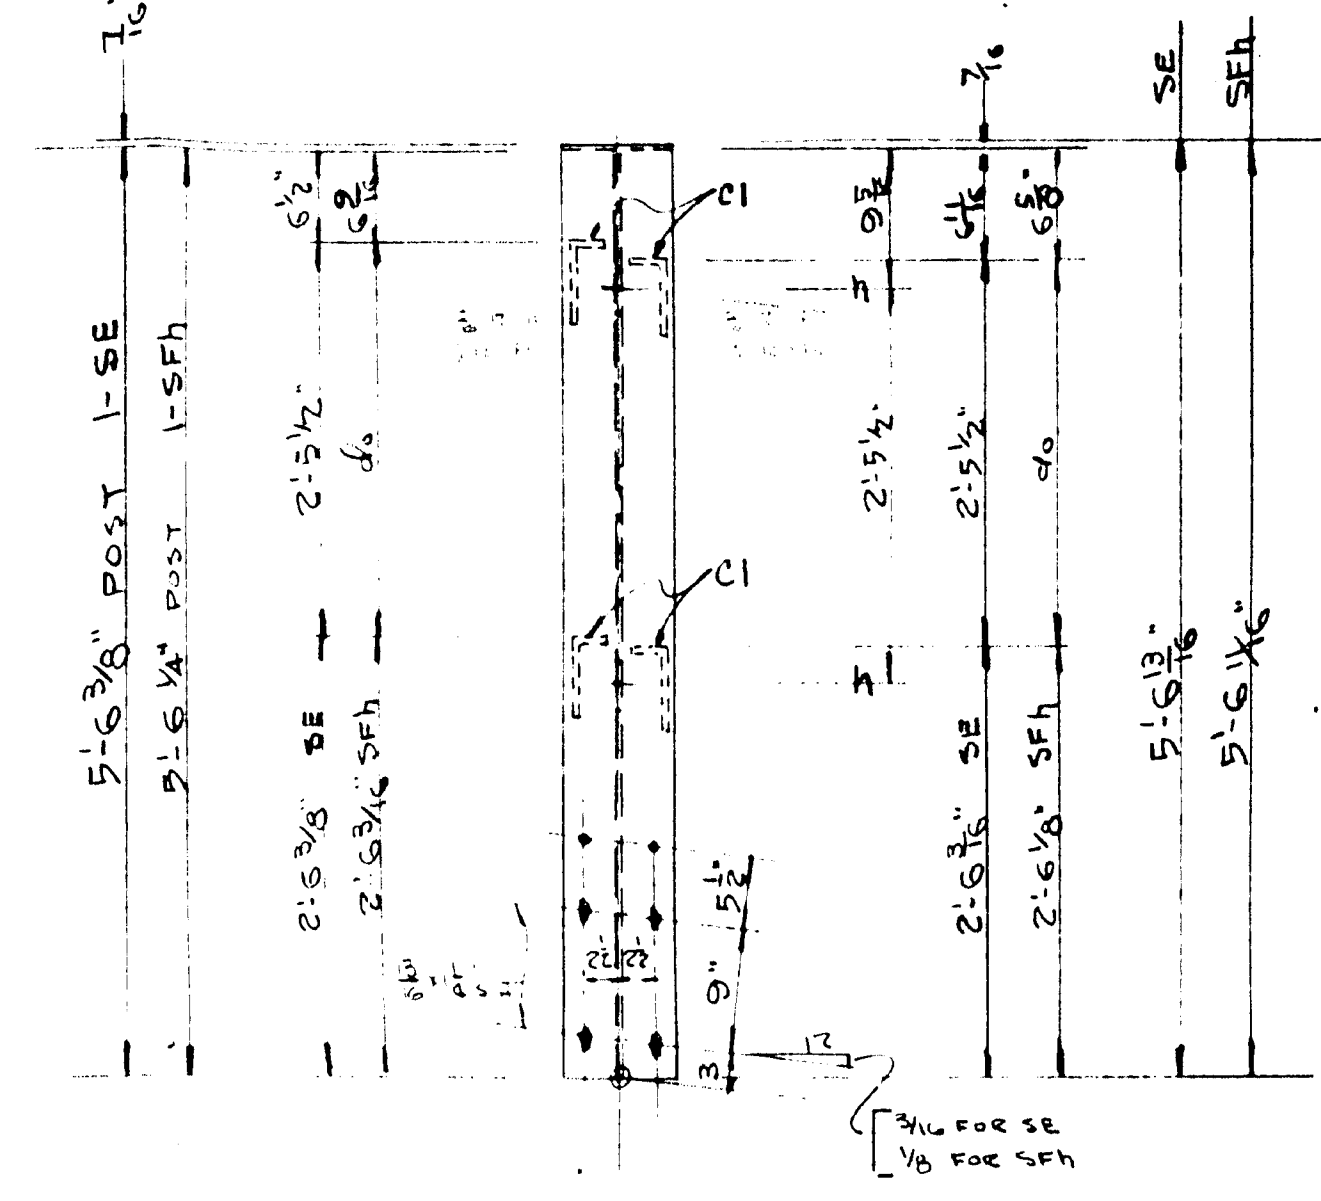 7/16
5'-6 3/8" POST 1-SE
5'-6 1/4" POST 1-SFh
6 1/2"
6 9/16
2'-5 1/2"
do
2'-6 3/8" SE
2'-6 3/16" SFh
C1
C1
2 1/2
2 1/2
5 1/2"
9"
3
12
3/16 FOR SE
1/8 FOR SFh
2'-5 1/2"
7/16
6 11/16
6 5/8"
2'-5 1/2"
do
2'-6 3/16" SE
2'-6 1/8" SFh
SE
SFh
5'-6 13/16"
5'-6 11/16"